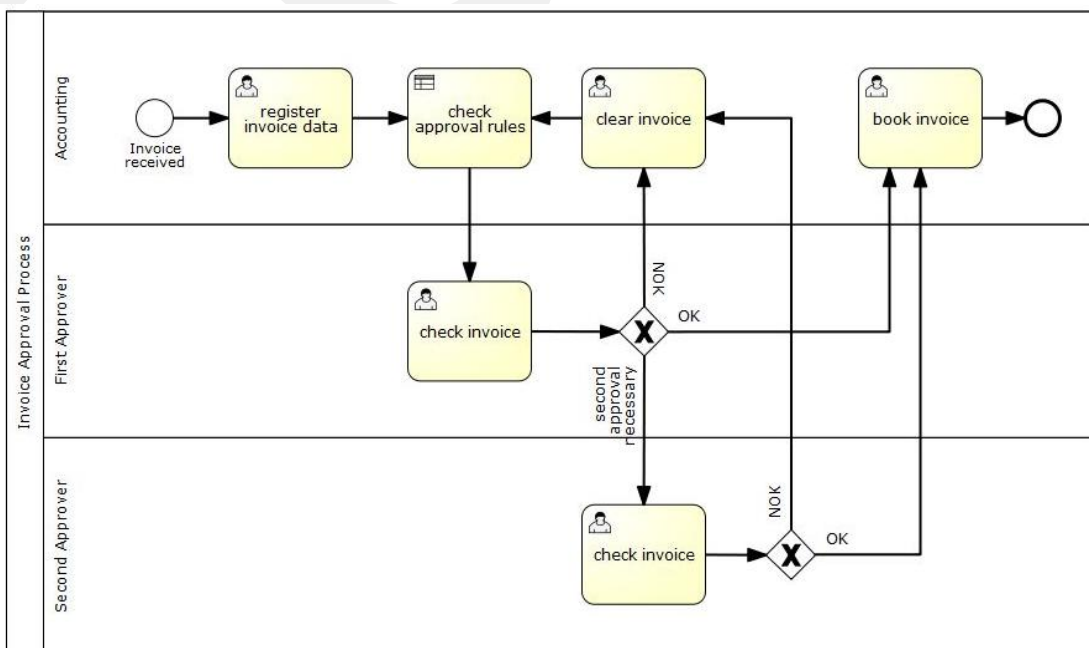 Invoice Approval Process
Accounting
Invoice
received
register
invoice data
check
approval rules
clear invoice
book invoice
First Approver
check invoice
NOK
OK
second
approval
necessary
Second Approver
check invoice
NOK
OK